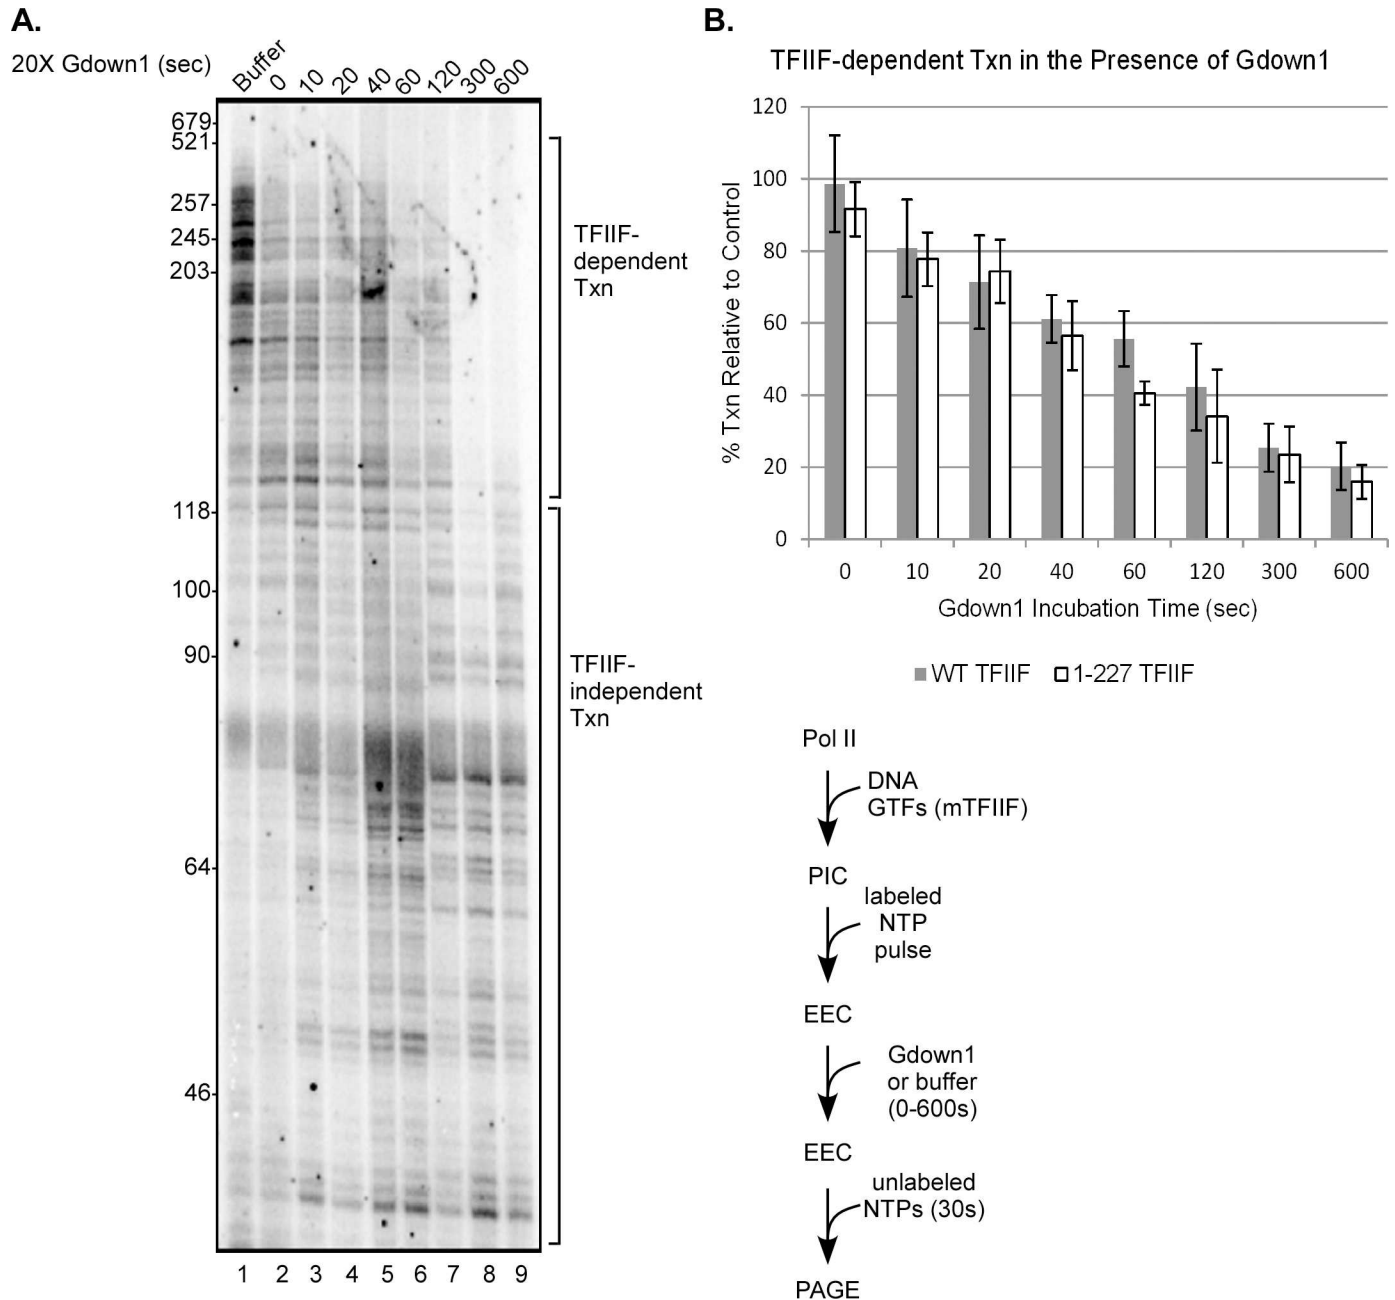 A.
20X Gdown1 (sec)
Buffer
0
10
20
40
60
120
300
600
679
521
257
245
203
118
100
90
64
46
TFIIF-
dependent
Txn
TFIIF-
independent
Txn
1 2 3 4 5 6 7 8 9
B.
TFIIF-dependent Txn in the Presence of Gdown1
% Txn Relative to Control
120
100
80
60
40
20
0
0 10 20 40 60 120 300 600
Gdown1 Incubation Time (sec)
WT TFIIF 1-227 TFIIF
Pol II
DNA
GTFs (mTFIIF)
PIC
labeled
NTP
pulse
EEC
Gdown1
or buffer
(0-600s)
EEC
unlabeled
NTPs (30s)
PAGE